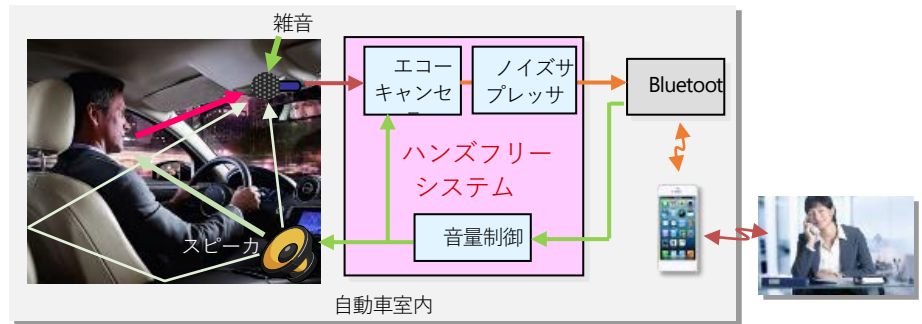 雑音
エコー
キャンセ
ノイズサ
プレッサ
Bluetoot
ハンズフリー
システム
音量制御
スピーカ
自動車室内